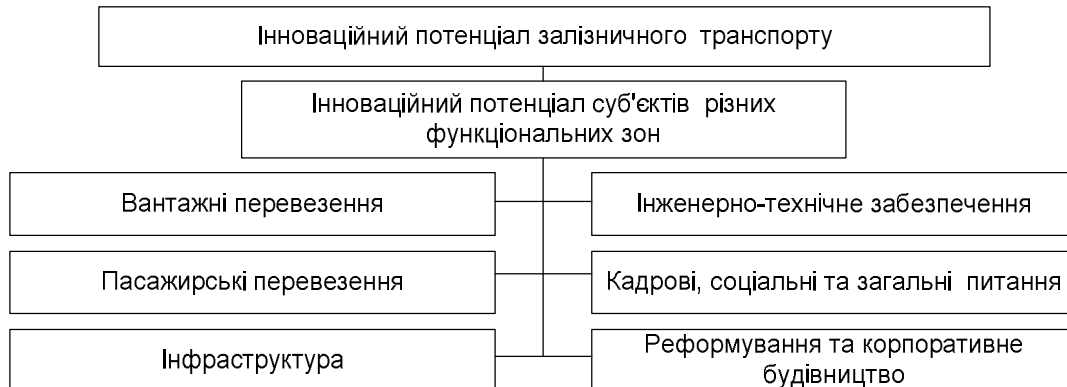 Інноваційний потенціал залізничного транспорту
Інноваційний потенціал суб'єктів різних
функціональних зон
Вантажні перевезення
Інженерно-технічне забезпечення
Пасажирські перевезення
Кадрові, соціальні та загальні питання
Інфраструктура
Реформування та корпоративне
будівництво